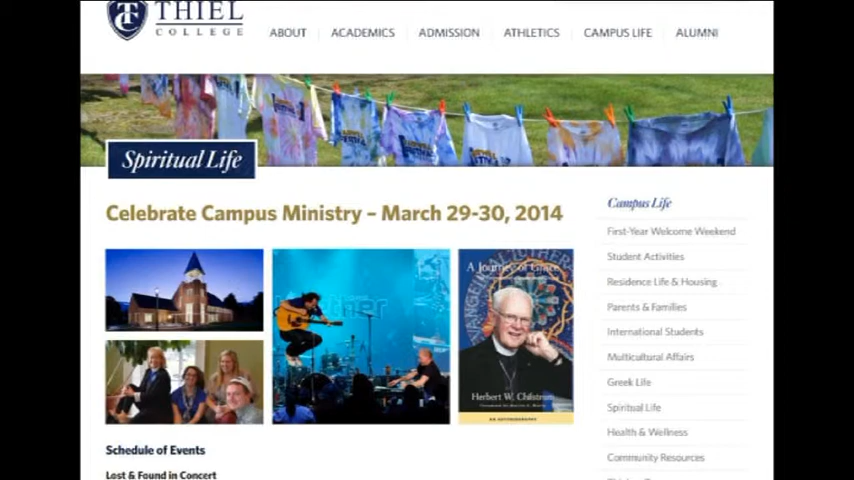 THIEL
COLLEGE
ABOUT
ACADEMICS
ADMISSION
ATHLETICS
CAMPUS LIFE
ALUMNI
Spiritual Life
Celebrate Campus Ministry – March 29-30, 2014
A Journey of Grace
Herbert W. Chilstrom
AN AUTOBIOGRAPHY
Schedule of Events
Lost & Found in Concert
Campus Life
First-Year Welcome Weekend
Student Activities
Residence Life & Housing
Parents & Families
International Students
Multicultural Affairs
Greek Life
Spiritual Life
Health & Wellness
Community Resources